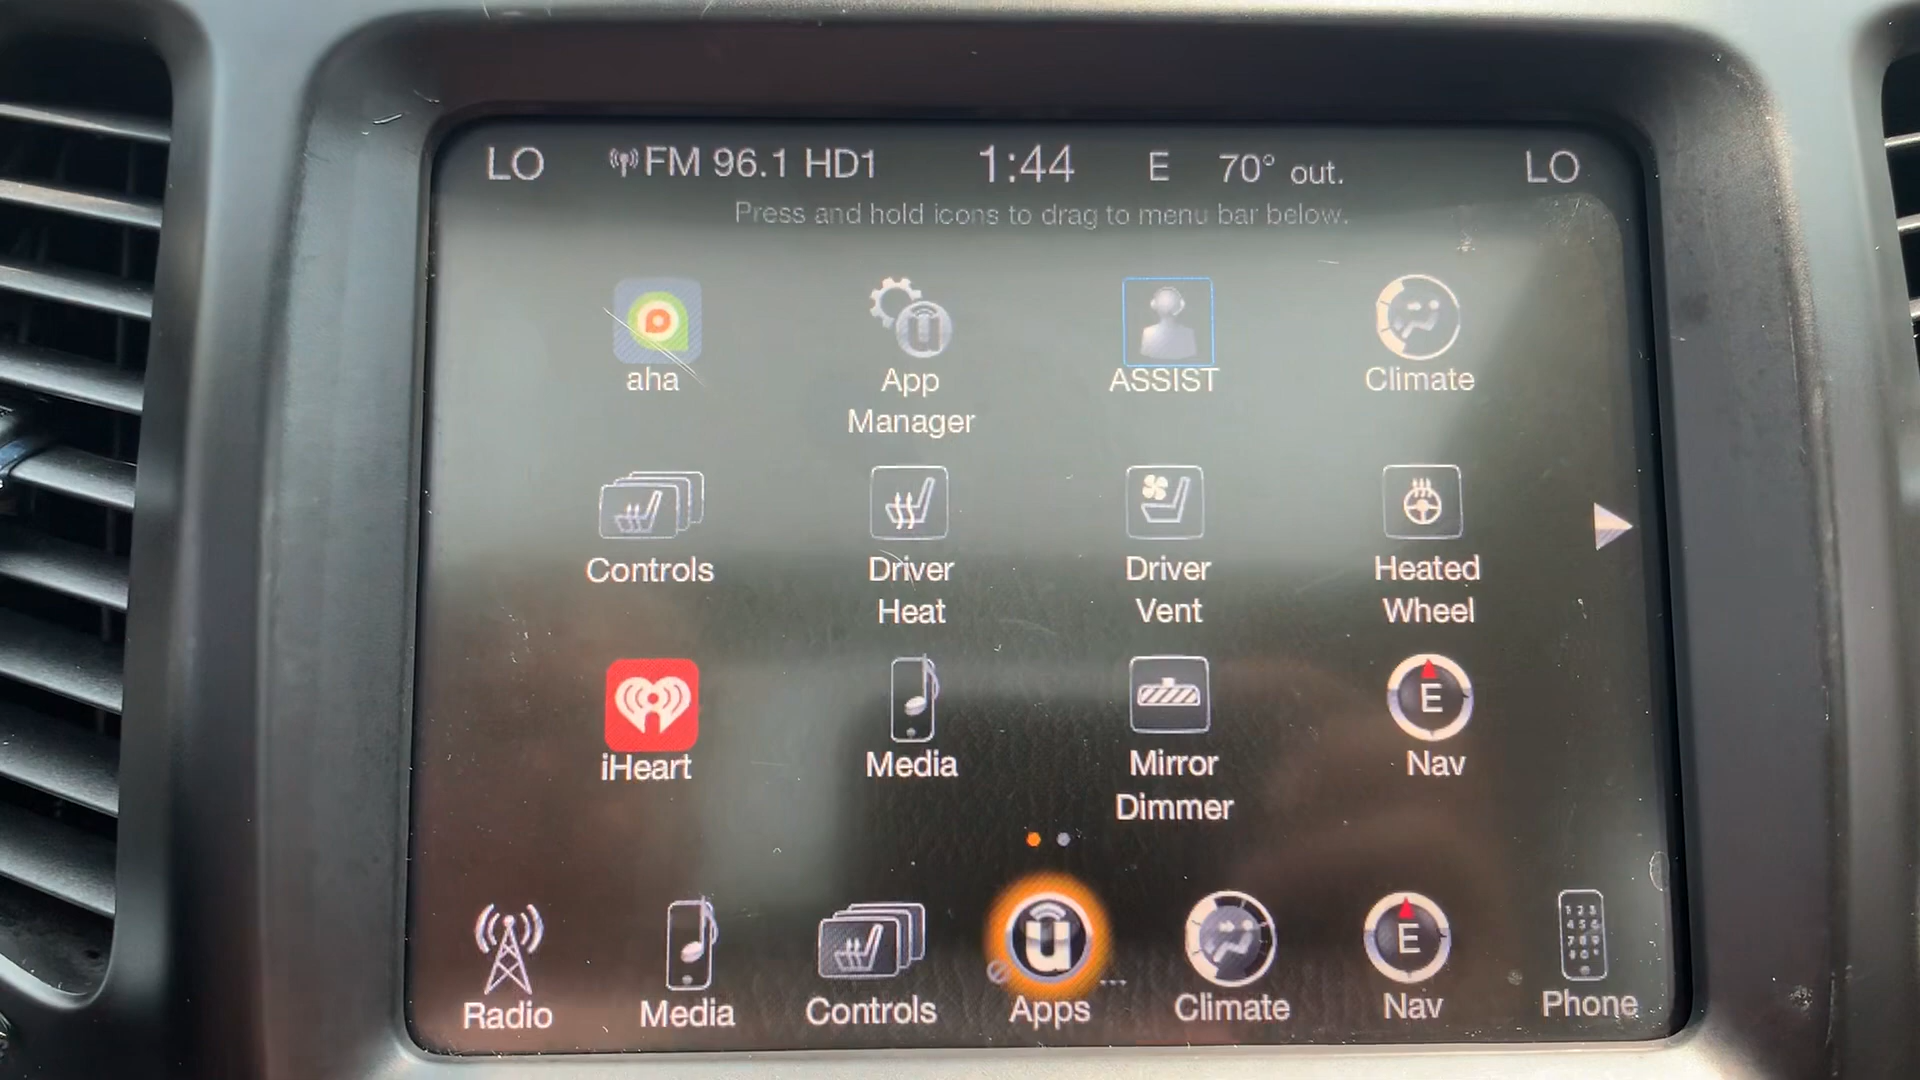 LO FM 96.1 HD1 1:44 E 70° out. LO
Press and hold icons to drag to menu bar below.
aha
App
Manager
ASSIST
Climate
Controls
Driver
Heat
Driver
Vent
Heated
Wheel
iHeart
Media
Mirror
Dimmer
E
Nav
Radio
Media
Controls
u
Apps
Climate
E
Nav
Phone